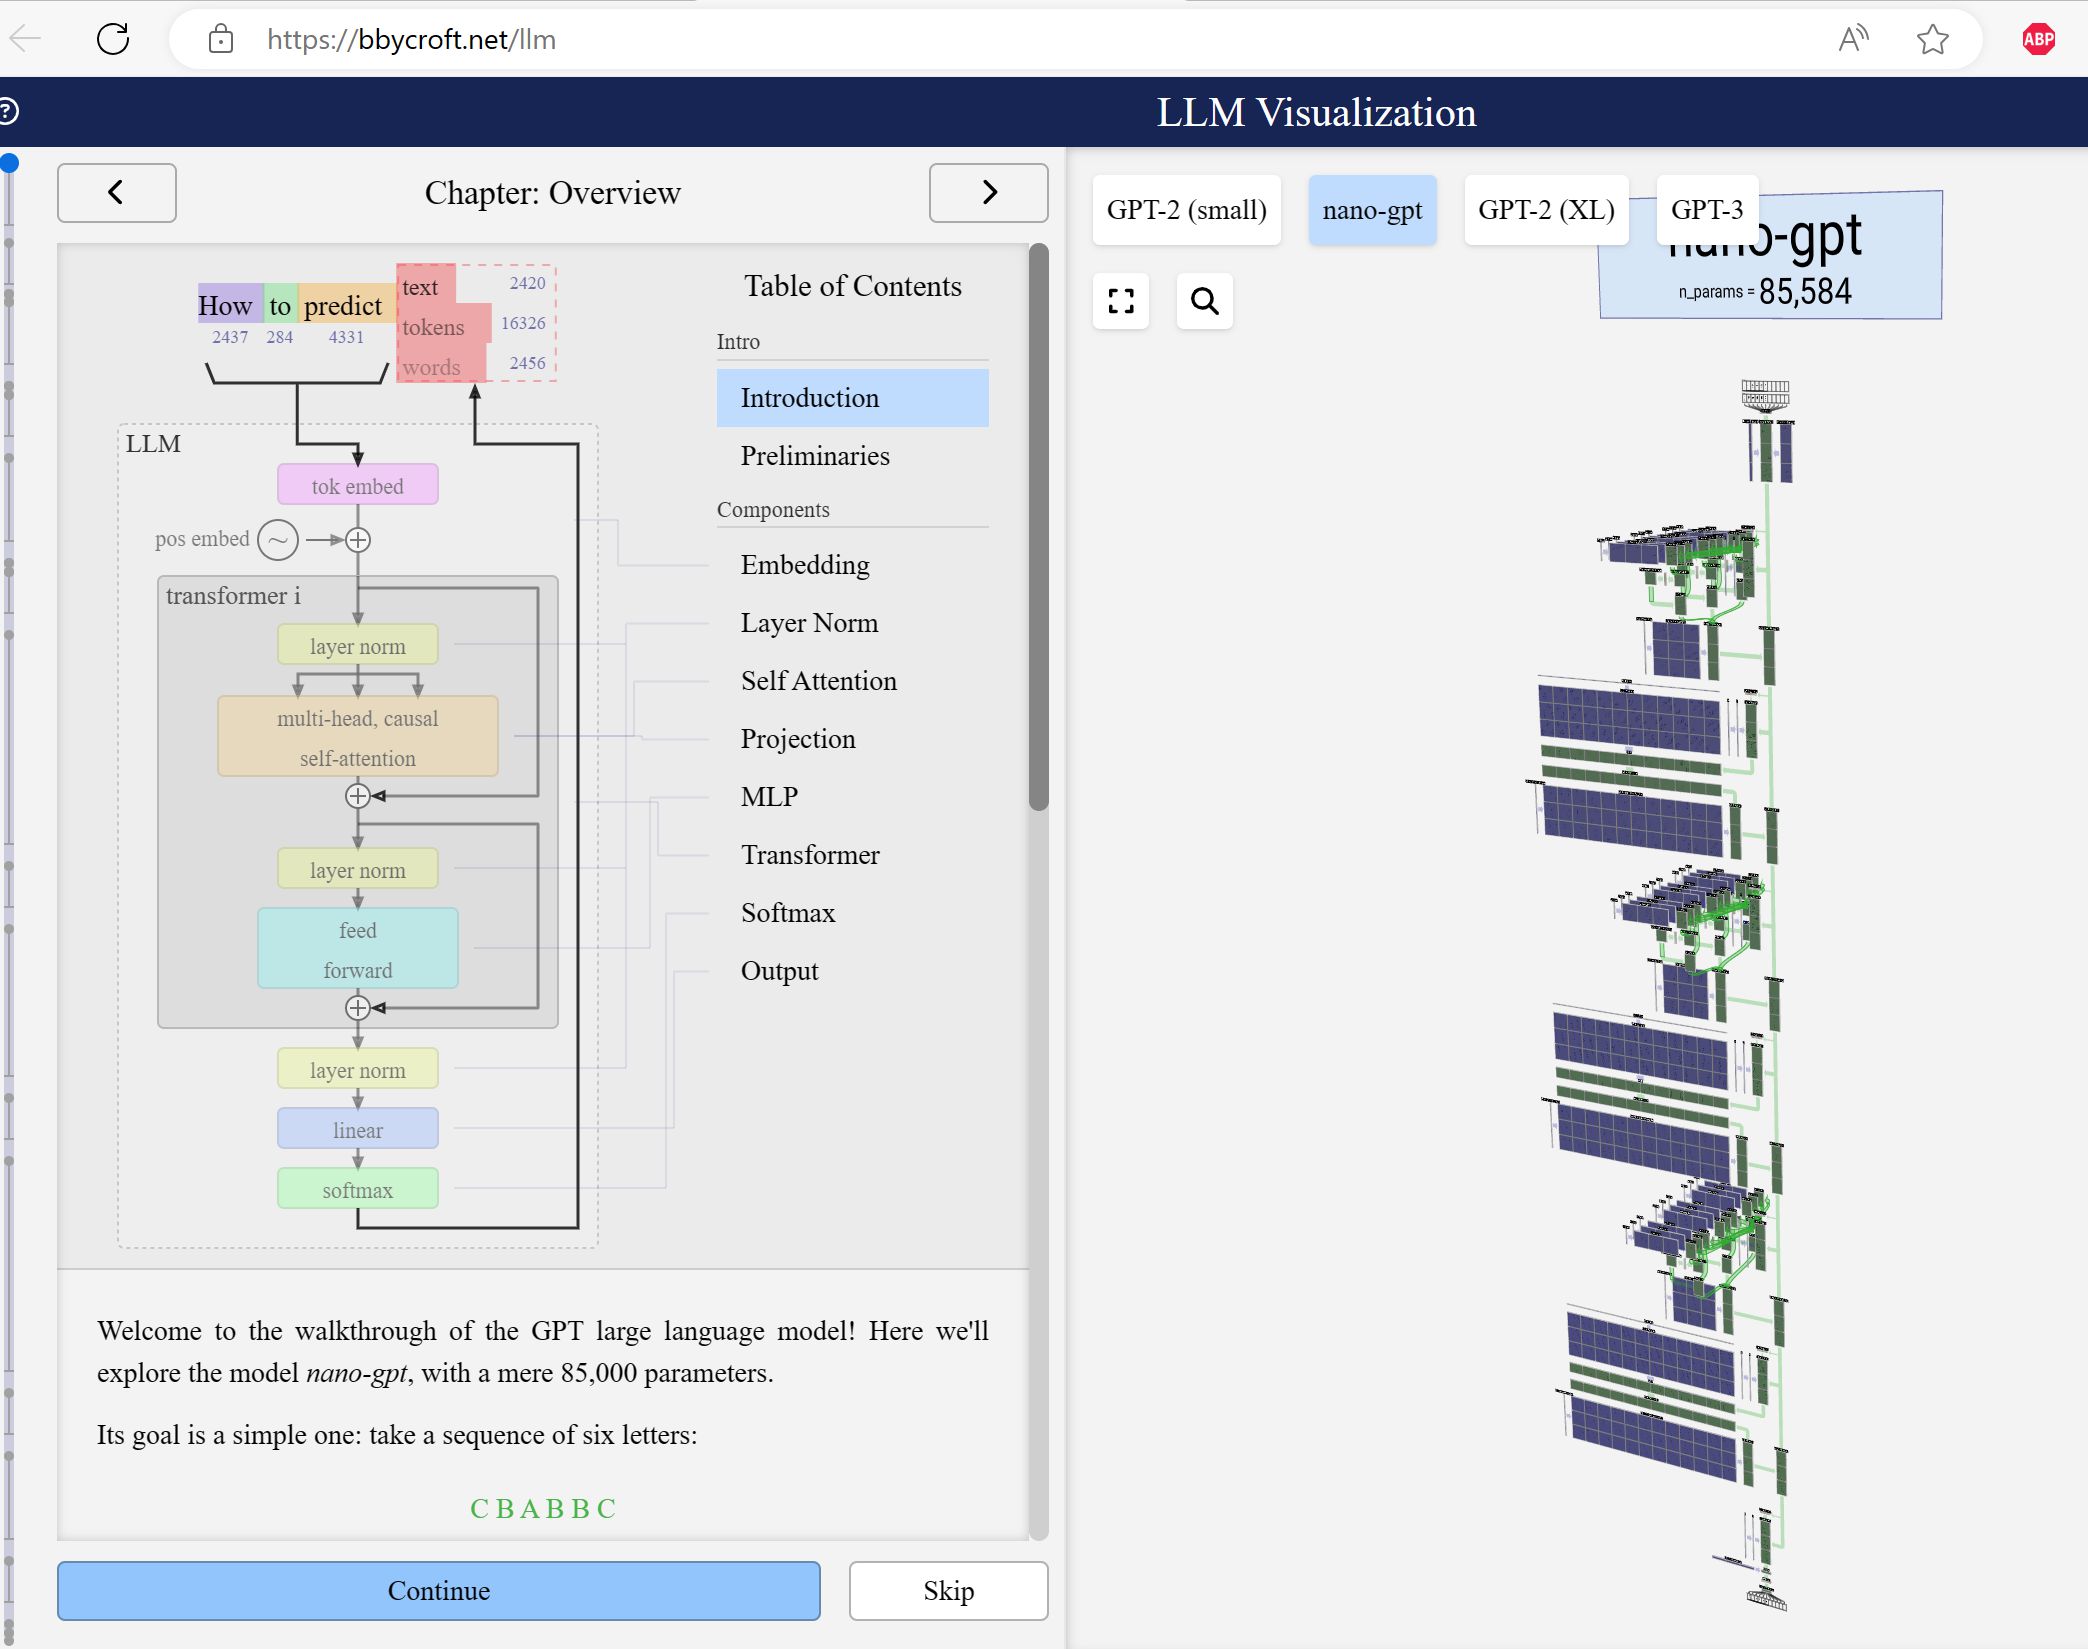 https://bbycroft.net/llm
ABP
LLM Visualization
Chapter: Overview
How to predict
2437 284 4331
text 2420
tokens 16326
words 2456
LLM
tok embed
pos embed
transformer i
layer norm
multi-head, causal
self-attention
layer norm
feed
forward
layer norm
linear
softmax
Table of Contents
Intro
Introduction
Preliminaries
Components
Embedding
Layer Norm
Self Attention
Projection
MLP
Transformer
Softmax
Output
Welcome to the walkthrough of the GPT large language model! Here we'll
explore the model nano-gpt, with a mere 85,000 parameters.
Its goal is a simple one: take a sequence of six letters:
C B A B B C
Continue
Skip
GPT-2 (small)
nano-gpt
GPT-2 (XL)
GPT-3
nano-gpt
n_params = 85,584